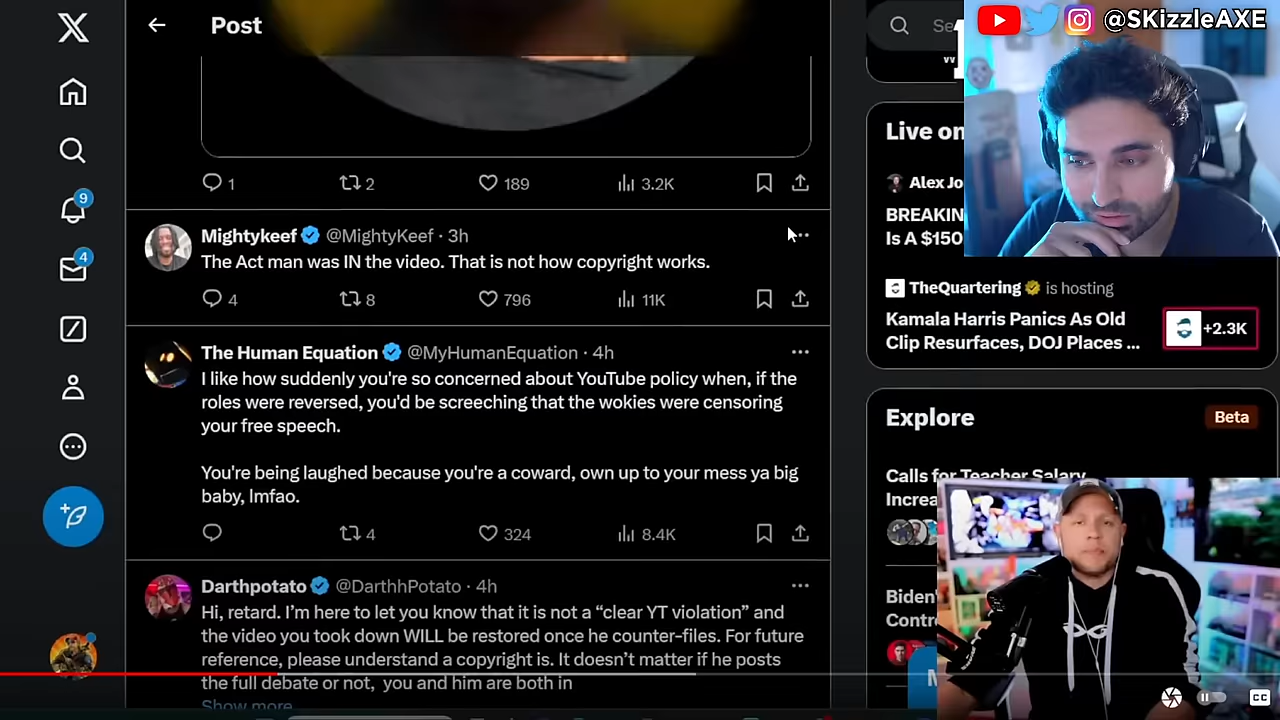 @SKizzleAXE
Post
Se
1
2
189
3.2K
Live on
Alex Jo
BREAKIN
Is A $150
9
Mightykeef @MightyKeef · 3h
The Act man was IN the video. That is not how copyright works.
4
8
796
11K
4
TheQuartering is hosting
Kamala Harris Panics As Old
Clip Resurfaces, DOJ Places ...
+2.3K
The Human Equation @MyHumanEquation · 4h
I like how suddenly you're so concerned about YouTube policy when, if the
roles were reversed, you'd be screeching that the wokies were censoring
your free speech.
You're being laughed because you're a coward, own up to your mess ya big
baby, lmfao.
4
324
8.4K
Explore
Beta
Calls for Teacher Salary
Increa
Darthpotato @DarthhPotato · 4h
Hi, retard. I’m here to let you know that it is not a “clear YT violation” and
the video you took down WILL be restored once he counter-files. For future
reference, please understand a copyright is. It doesn’t matter if he posts
the full debate or not, you and him are both in
Show more
Biden'
Contro
CC